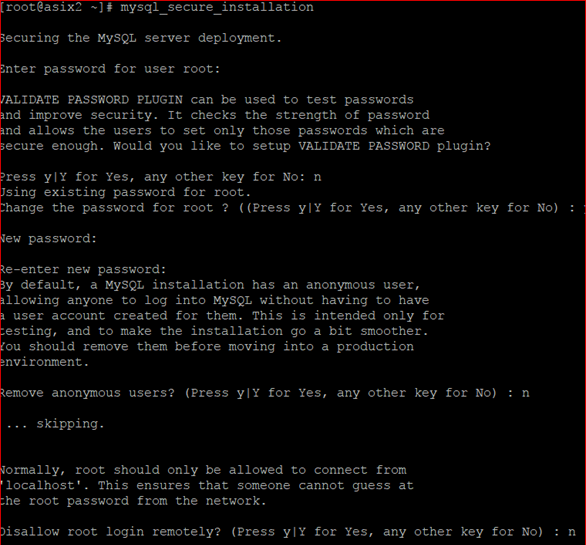 [root@asix2 ~]# mysql_secure_installation
Securing the MySQL server deployment.
Enter password for user root:
VALIDATE PASSWORD PLUGIN can be used to test passwords
and improve security. It checks the strength of password
and allows the users to set only those passwords which are
secure enough. Would you like to setup VALIDATE PASSWORD plugin?
Press y|Y for Yes, any other key for No: n
Using existing password for root.
Change the password for root ? ((Press y|Y for Yes, any other key for No) :
New password:
Re-enter new password:
By default, a MySQL installation has an anonymous user,
allowing anyone to log into MySQL without having to have
a user account created for them. This is intended only for
testing, and to make the installation go a bit smoother.
You should remove them before moving into a production
environment.
Remove anonymous users? (Press y|Y for Yes, any other key for No) : n
... skipping.
Normally, root should only be allowed to connect from
'localhost'. This ensures that someone cannot guess at
the root password from the network.
Disallow root login remotely? (Press y|Y for Yes, any other key for No) : n